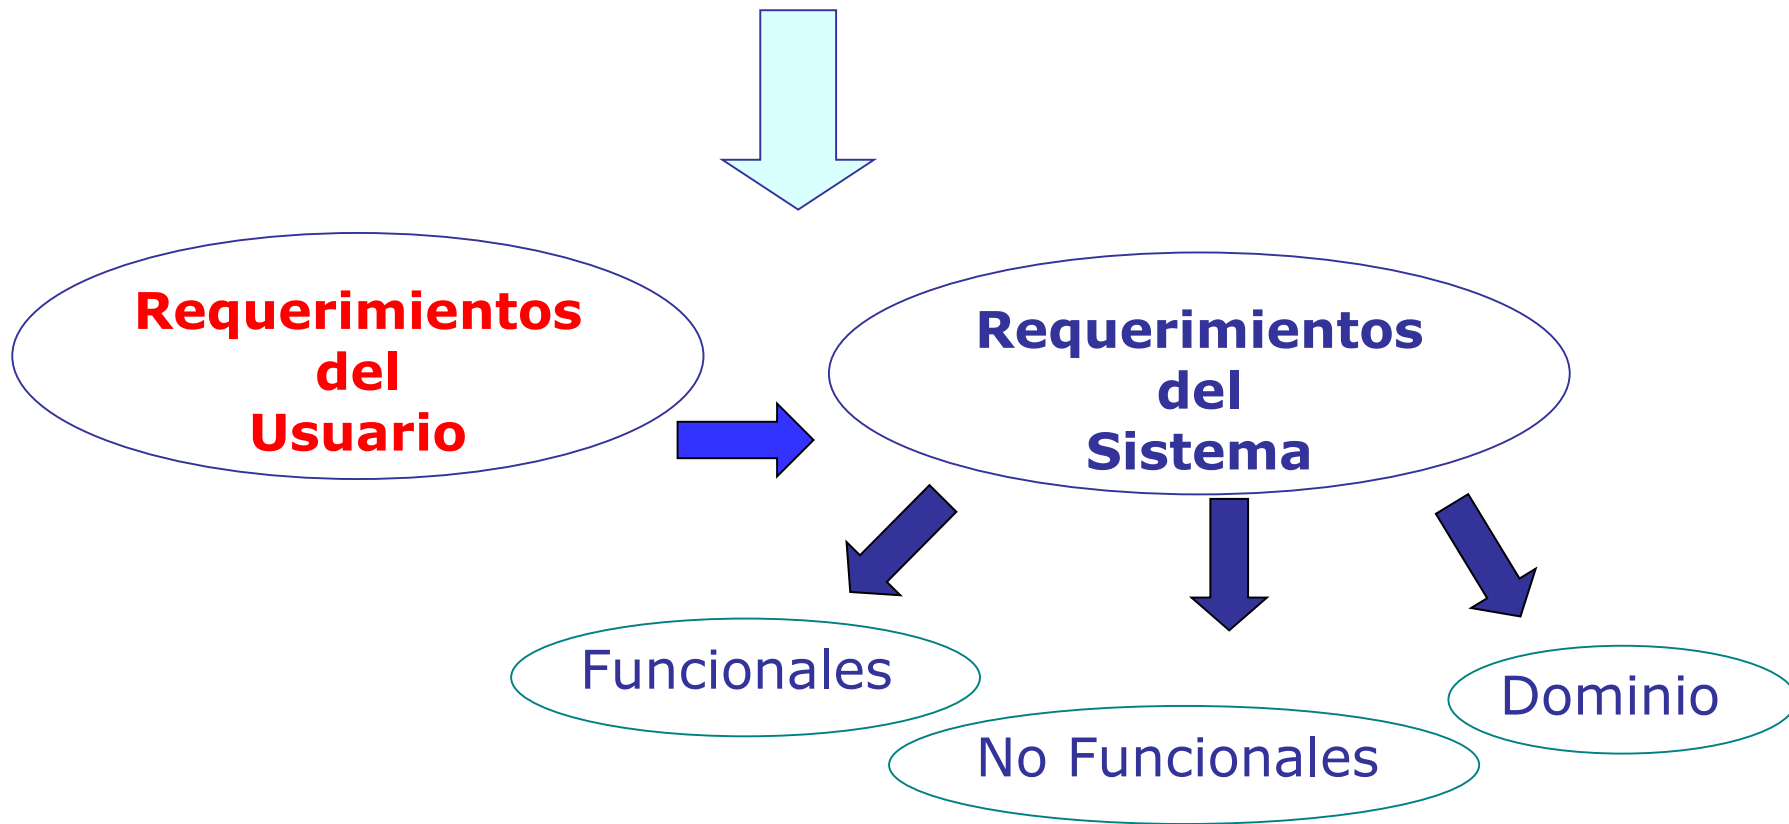 Requerimientos
del
Usuario
Requerimientos
del
Sistema
Funcionales
No Funcionales
Dominio